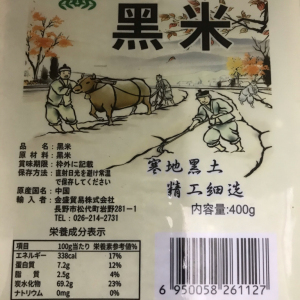 黒米
寒地黒土
精工细选
内容量:400g
品名:黒米
原材料:黒米
賞味期限:枠外に記載
保存方法:直射日光を避け常温
で保存してください
原産国名:中国
輸入者:金盛貿易株式会社
長野市松代町岩野281-1
TEL:026-214-2731
栄養成分表示
項目 100g当たり 栄養素参考値%
エネルギー 338cal 17%
蛋白質 7.2g 12%
脂質 2.5g 4%
炭水化物 69.2g 23%
ナトリウム 0mg 0%
6 950058 261127